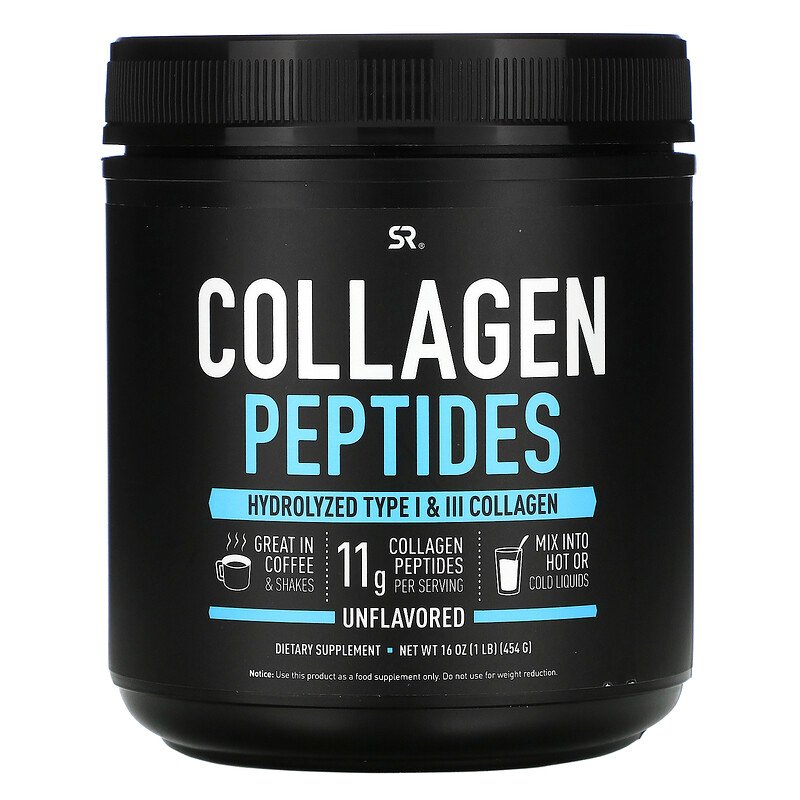 SR®
COLLAGEN
PEPTIDES
HYDROLYZED TYPE I & III COLLAGEN
GREAT IN
COFFEE
& SHAKES
11g
COLLAGEN
PEPTIDES
PER SERVING
MIX INTO
HOT OR
COLD LIQUIDS
UNFLAVORED
DIETARY SUPPLEMENT ▪ NET WT 16 OZ (1 LB) (454 G)
Notice: Use this product as a food supplement only. Do not use for weight reduction.